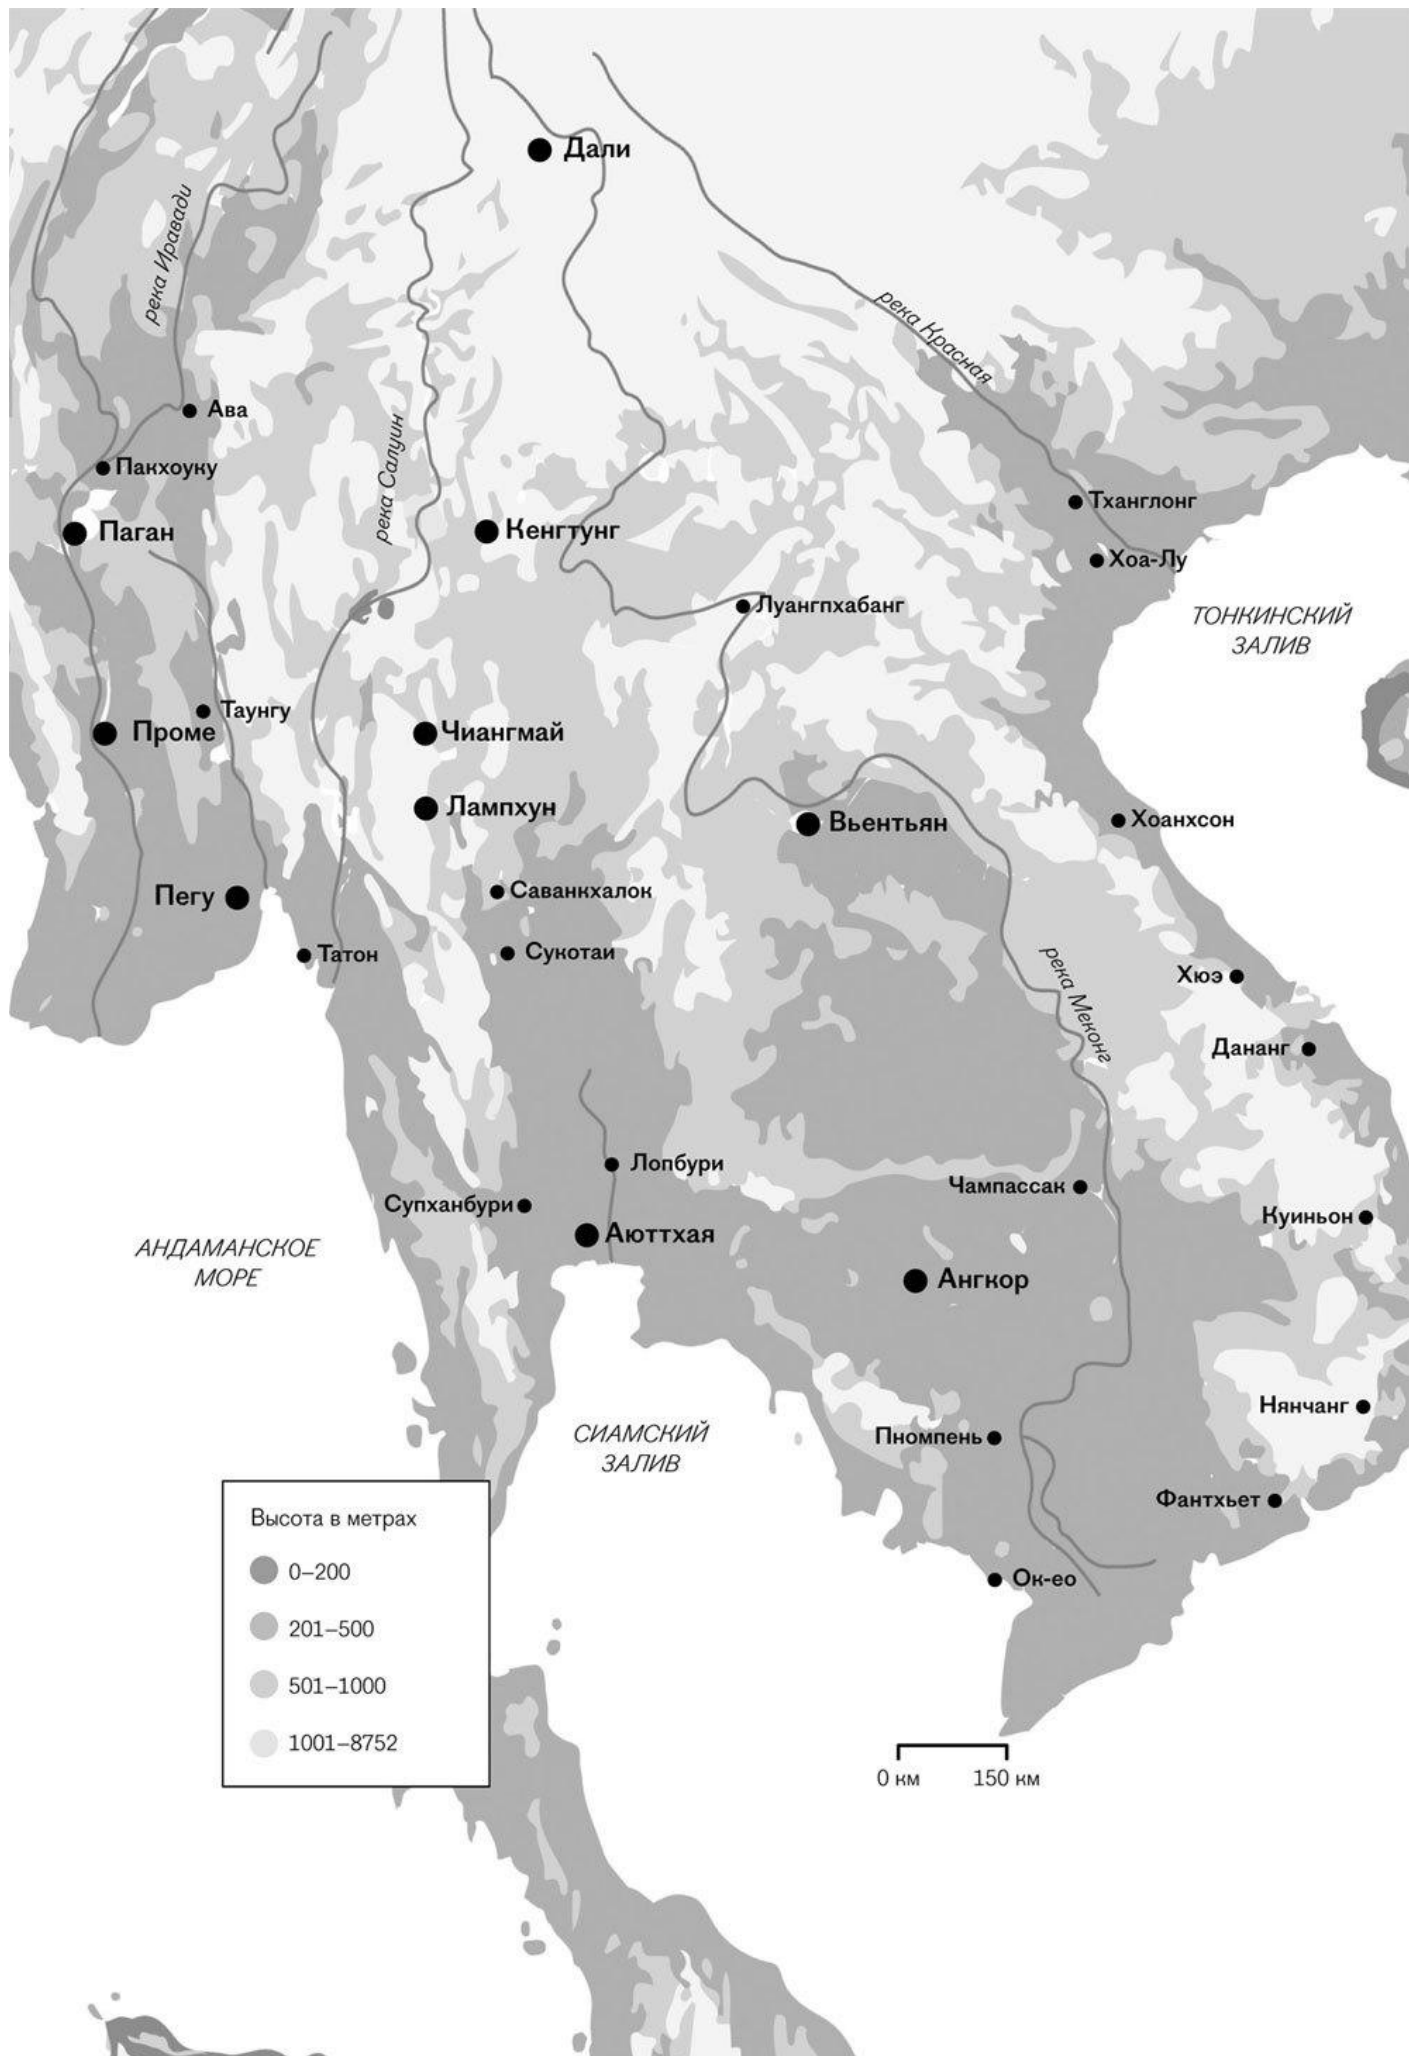 Дали
река Иравади
река Красная
Ава
река Салуин
Пакхоуку
Тханглонг
Паган
Кенгтунг
Хоа-Лу
Луангпхабанг
ТОНКИНСКИЙ
ЗАЛИВ
Таунгу
Проме
Чиангмай
Лампхун
Вьентьян
Хоанхсон
Пегу
Саванкхалок
Татон
Сукотаи
река Меконг
Хюэ
Дананг
Лопбури
Чампассак
Супханбури
Куиньон
Аюттхая
АНДАМАНСКОЕ
МОРЕ
Ангкор
Нянчанг
СИАМСКИЙ
ЗАЛИВ
Пномпень
Фантхьет
Высота в метрах
0–200
Ок-ео
201–500
501–1000
1001–8752
0 км 150 км